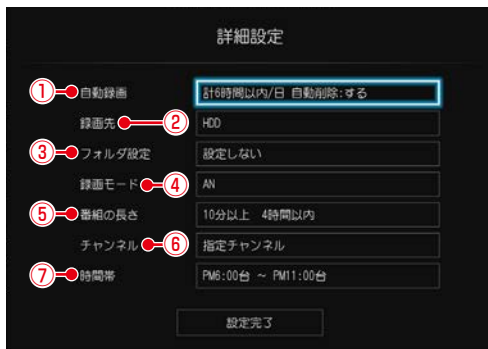 詳細設定
① 自動録画 計6時間以内/日 自動削除:する
録画先 ② HDD
③ フォルダ設定 設定しない
録画モード ④ AN
⑤ 番組の長さ 10分以上 4時間以内
チャンネル ⑥ 指定チャンネル
⑦ 時間帯 PM6:00台 ~ PM11:00台
設定完了